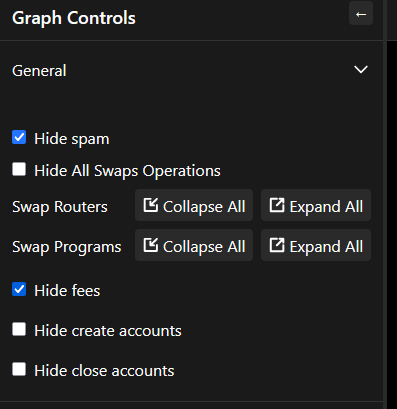 Graph Controls
←
General
Hide spam
Hide All Swaps Operations
Swap Routers Collapse All Expand All
Swap Programs Collapse All Expand All
Hide fees
Hide create accounts
Hide close accounts